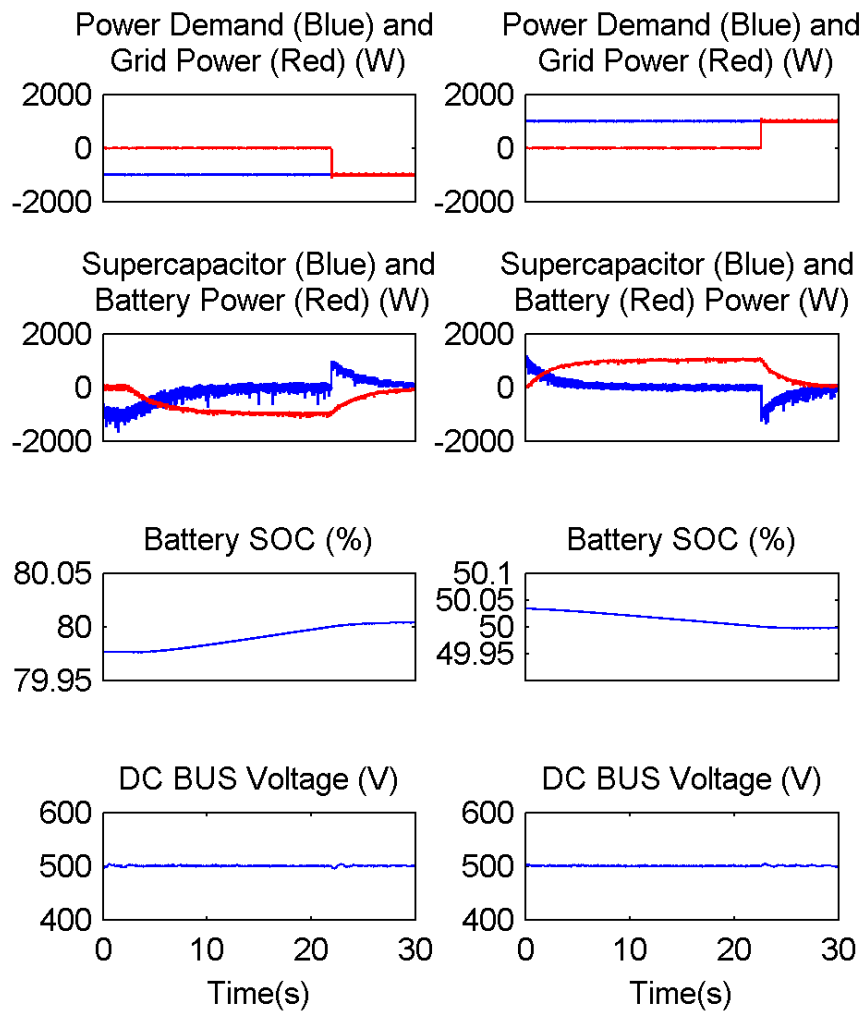 Power Demand (Blue) and
Grid Power (Red) (W)
2000
0
-2000
Power Demand (Blue) and
Grid Power (Red) (W)
2000
0
-2000
Supercapacitor (Blue) and
Battery Power (Red) (W)
2000
0
-2000
Supercapacitor (Blue) and
Battery (Red) Power (W)
2000
0
-2000
Battery SOC (%)
80.05
80
79.95
Battery SOC (%)
50.1
50.05
50
49.95
DC BUS Voltage (V)
600
500
400
0 10 20 30
Time(s)
DC BUS Voltage (V)
600
500
400
0 10 20 30
Time(s)